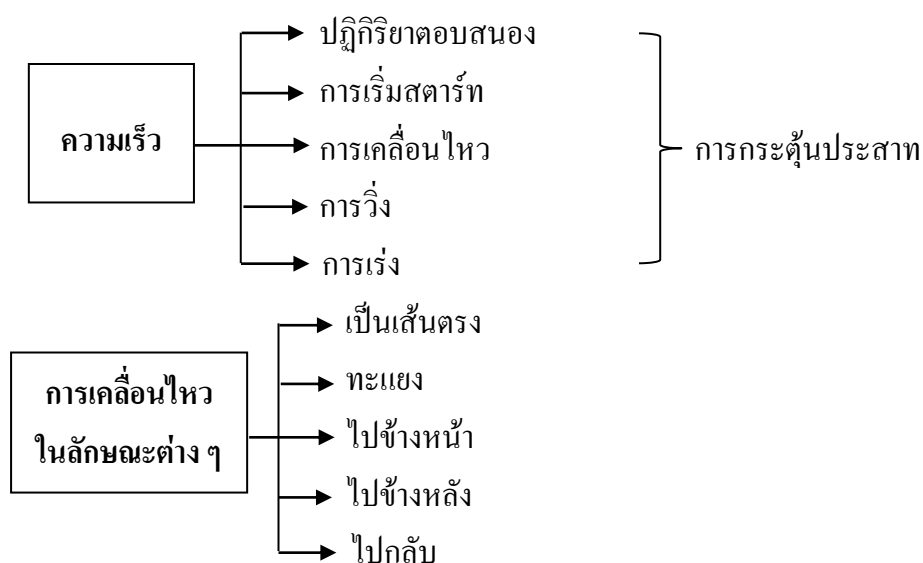 ความเร็ว
ปฏิกิริยาตอบสนอง
การเริ่มสตาร์ท
การเคลื่อนไหว
การวิ่ง
การเร่ง
การกระตุ้นประสาท
การเคลื่อนไหว
ในลักษณะต่าง ๆ
เป็นเส้นตรง
ทะแยง
ไปข้างหน้า
ไปข้างหลัง
ไปกลับ